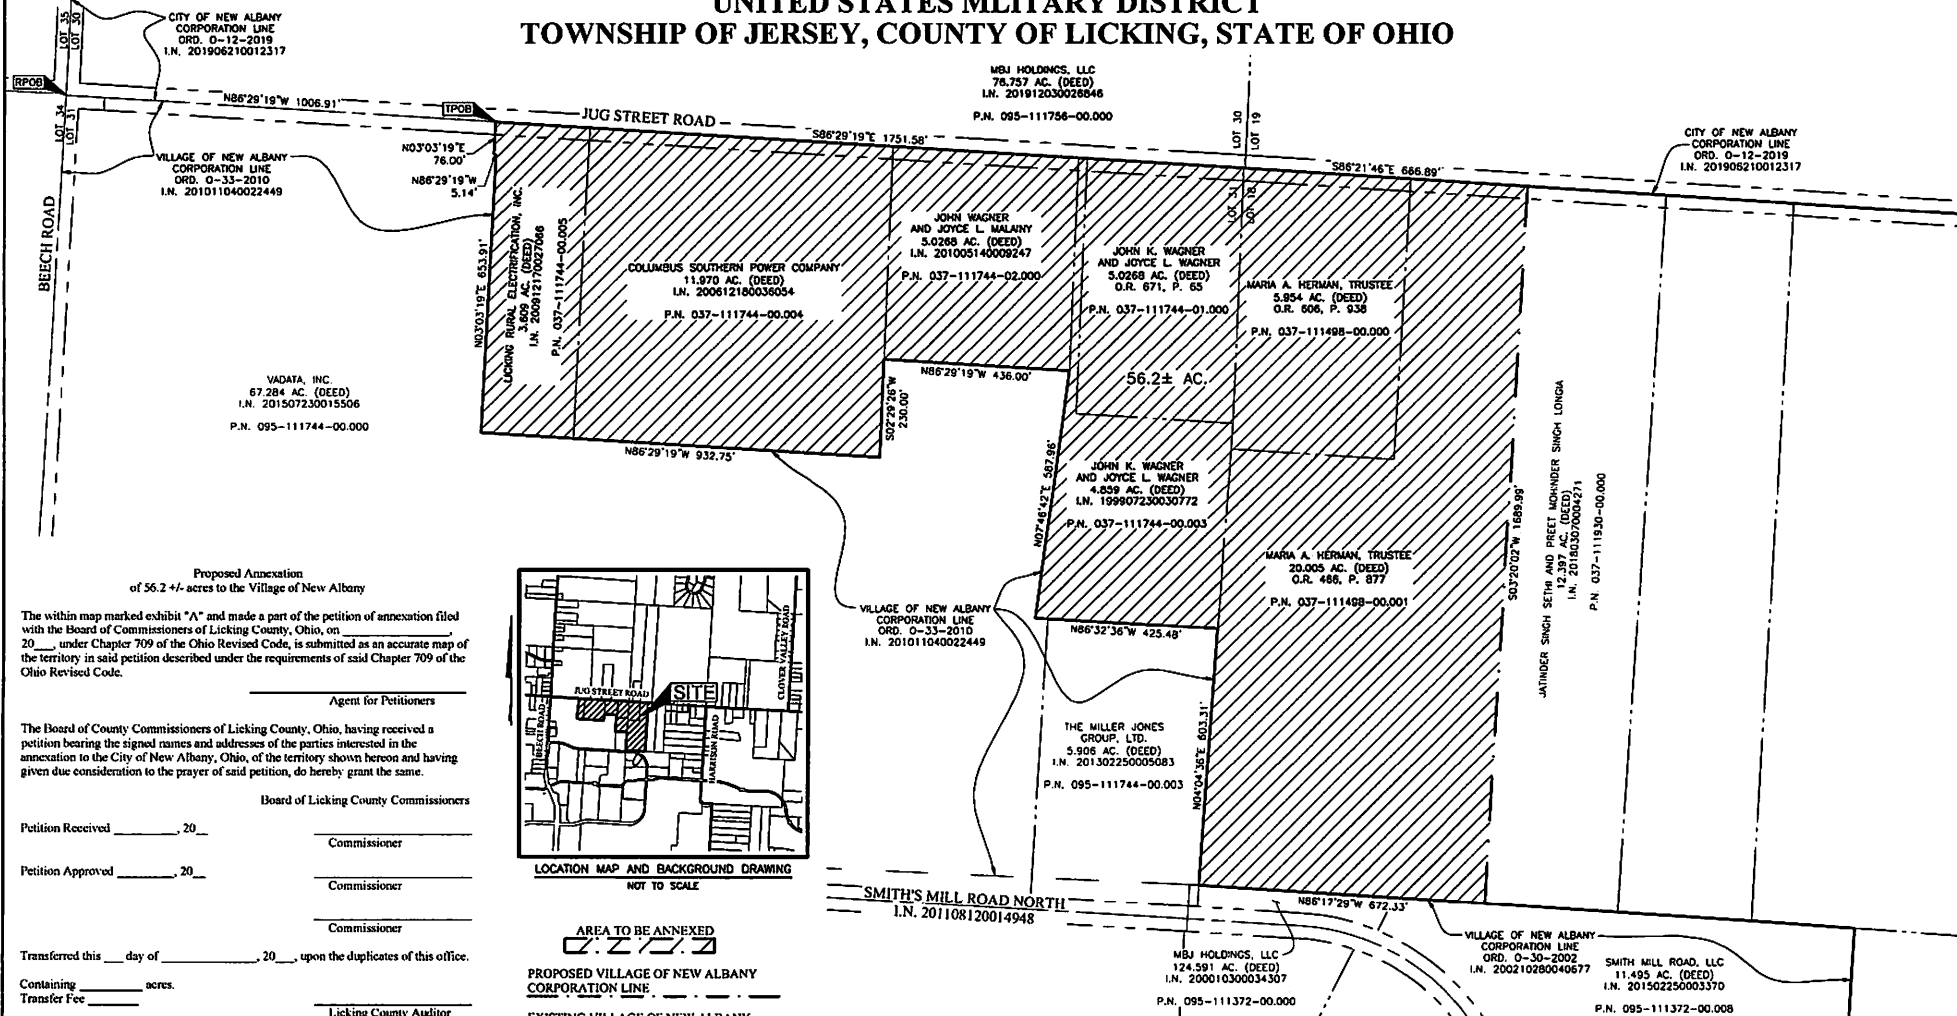 UNITED STATES MLITARY DISTRICT
TOWNSHIP OF JERSEY, COUNTY OF LICKING, STATE OF OHIO
LOT 35
LOT 30
CITY OF NEW ALBANY
CORPORATION LINE
ORD. O-12-2019
I.N. 201906210012317
RPOB
LOT 34
LOT 31
N86°29'19"W 1006.91'
TPOB
JUG STREET ROAD
MBJ HOLDINGS, LLC
76.757 AC. (DEED)
I.N. 201912030026846
P.N. 095-111756-00.000
S86°29'19"E 1751.58'
LOT 30
LOT 19
LOT 31
LOT 18
S86°21'46"E 666.89'
CITY OF NEW ALBANY
CORPORATION LINE
ORD. O-12-2019
I.N. 201906210012317
VILLAGE OF NEW ALBANY
CORPORATION LINE
ORD. O-33-2010
I.N. 201011040022449
N03°03'19"E
76.00'
N86°29'19"W
5.14'
BEECH ROAD
N03°03'19"E 653.91'
LICKING RURAL ELECTRIFICATION, INC.
3.609 AC. (DEED)
I.N. 200912170027066
P.N. 037-111744-00.005
COLUMBUS SOUTHERN POWER COMPANY
11.970 AC. (DEED)
I.N. 200612180036054
P.N. 037-111744-00.004
JOHN WAGNER
AND JOYCE L. MALAINY
5.0268 AC. (DEED)
I.N. 201005140009247
P.N. 037-111744-02.000
JOHN K. WAGNER
AND JOYCE L. WAGNER
5.0268 AC. (DEED)
O.R. 671, P. 65
P.N. 037-111744-01.000
MARIA A. HERMAN, TRUSTEE
5.954 AC. (DEED)
O.R. 606, P. 938
P.N. 037-111498-00.000
56.2± AC.
VADATA, INC.
67.284 AC. (DEED)
I.N. 201507230015506
P.N. 095-111744-00.000
N86°29'19"W 436.00'
S02°29'26"W
230.00'
N86°29'19"W 932.75'
N07°46'42"E 587.96'
JOHN K. WAGNER
AND JOYCE L. WAGNER
4.859 AC. (DEED)
I.N. 199907230030772
P.N. 037-111744-00.003
MARIA A. HERMAN, TRUSTEE
20.005 AC. (DEED)
O.R. 466, P. 877
P.N. 037-111498-00.001
S03°20'02"W 1689.99'
JATINDER SINGH SETHI AND PREET MOHINDER SINGH LONGIA
12.397 AC. (DEED)
I.N. 201803070004271
P.N. 037-111930-00.000
VILLAGE OF NEW ALBANY
CORPORATION LINE
ORD. O-33-2010
I.N. 201011040022449
N86°32'36"W 425.48'
N04°04'36"E 603.31'
THE MILLER JONES
GROUP, LTD.
5.906 AC. (DEED)
I.N. 201302250005083
P.N. 095-111744-00.003
Proposed Annexation
of 56.2 +/- acres to the Village of New Albany
The within map marked exhibit "A" and made a part of the petition of annexation filed
with the Board of Commissioners of Licking County, Ohio, on ________________,
20___, under Chapter 709 of the Ohio Revised Code, is submitted as an accurate map of
the territory in said petition described under the requirements of said Chapter 709 of the
Ohio Revised Code.
Agent for Petitioners
The Board of County Commissioners of Licking County, Ohio, having received a
petition bearing the signed names and addresses of the parties interested in the
annexation to the City of New Albany, Ohio, of the territory shown hereon and having
given due consideration to the prayer of said petition, do hereby grant the same.
Board of Licking County Commissioners
Petition Received _________, 20__
Commissioner
Petition Approved _________, 20__
Commissioner
Commissioner
Transferred this ___ day of ______________, 20___, upon the duplicates of this office.
Containing _________ acres.
Transfer Fee _______
Licking County Auditor
JUG STREET ROAD
SITE
BEECH ROAD
HARRISON ROAD
CLOVER VALLEY ROAD
LOCATION MAP AND BACKGROUND DRAWING
NOT TO SCALE
AREA TO BE ANNEXED
PROPOSED VILLAGE OF NEW ALBANY
CORPORATION LINE
EXISTING VILLAGE OF NEW ALBANY
SMITH'S MILL ROAD NORTH
I.N. 201108120014948
N86°17'29"W 672.33'
MBJ HOLDINGS, LLC
124.591 AC. (DEED)
I.N. 200010300034307
P.N. 095-111372-00.000
VILLAGE OF NEW ALBANY
CORPORATION LINE
ORD. O-30-2002
I.N. 200210280040677
SMITH MILL ROAD, LLC
11.495 AC. (DEED)
I.N. 201502250003370
P.N. 095-111372-00.008